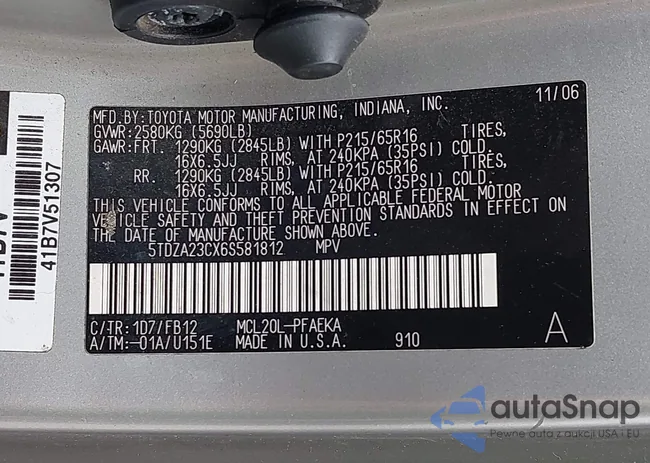 MFD.BY:TOYOTA MOTOR MANUFACTURING, INDIANA, INC. 11/06
GVWR:2580KG (5690LB)
GAWR:FRT. 1290KG (2845LB) WITH P215/65R16 TIRES,
16X6.5JJ RIMS, AT 240KPA (35PSI) COLD.
RR. 1290KG (2845LB) WITH P215/65R16 TIRES,
16X6.5JJ RIMS, AT 240KPA (35PSI) COLD.
THIS VEHICLE CONFORMS TO ALL APPLICABLE FEDERAL MOTOR
VEHICLE SAFETY AND THEFT PREVENTION STANDARDS IN EFFECT ON
THE DATE OF MANUFACTURE SHOWN ABOVE.
5TDZA23CX6S581812 MPV
C/TR:1D7/FB12 MCL20L-PFAEKA
A/TM:-01A/U151E MADE IN U.S.A. 910 A
41B7V51307
autaSnap
Pewne auta z aukcji USA i EU